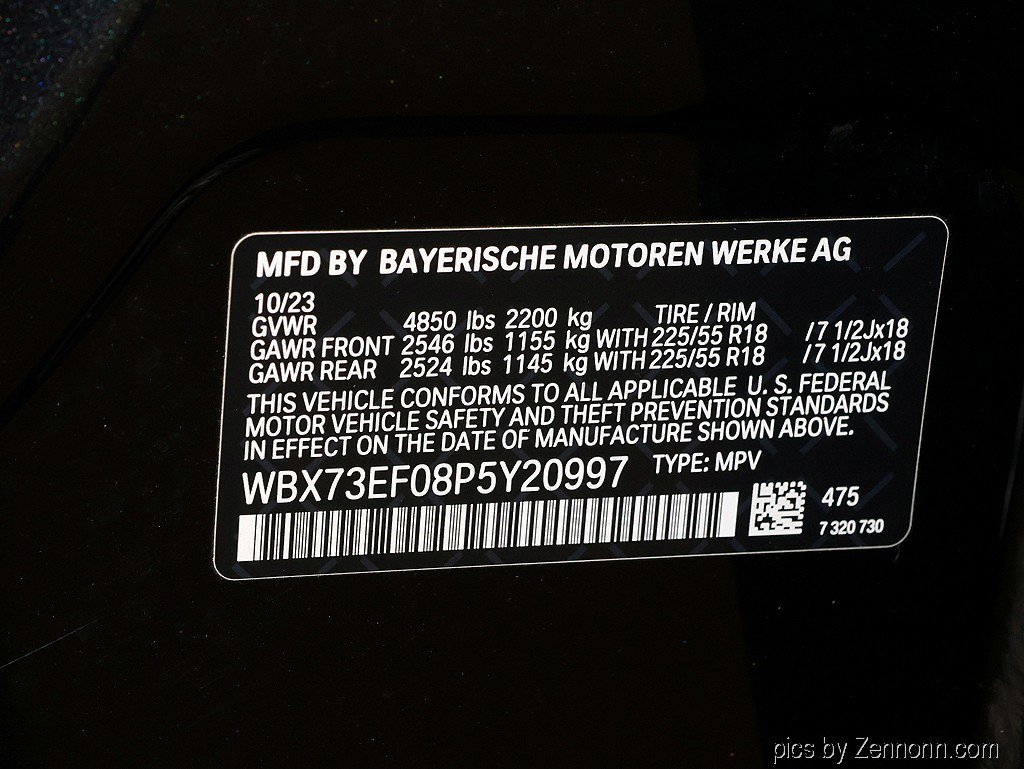 MFD BY BAYERISCHE MOTOREN WERKE AG
10/23
GVWR 4850 lbs 2200 kg TIRE / RIM
GAWR FRONT 2546 lbs 1155 kg WITH 225/55 R18 /7 1/2Jx18
GAWR REAR 2524 lbs 1145 kg WITH 225/55 R18 /7 1/2Jx18
THIS VEHICLE CONFORMS TO ALL APPLICABLE U. S. FEDERAL
MOTOR VEHICLE SAFETY AND THEFT PREVENTION STANDARDS
IN EFFECT ON THE DATE OF MANUFACTURE SHOWN ABOVE.
WBX73EF08P5Y20997 TYPE: MPV
475
7 320 730
pics by Zennonn.com